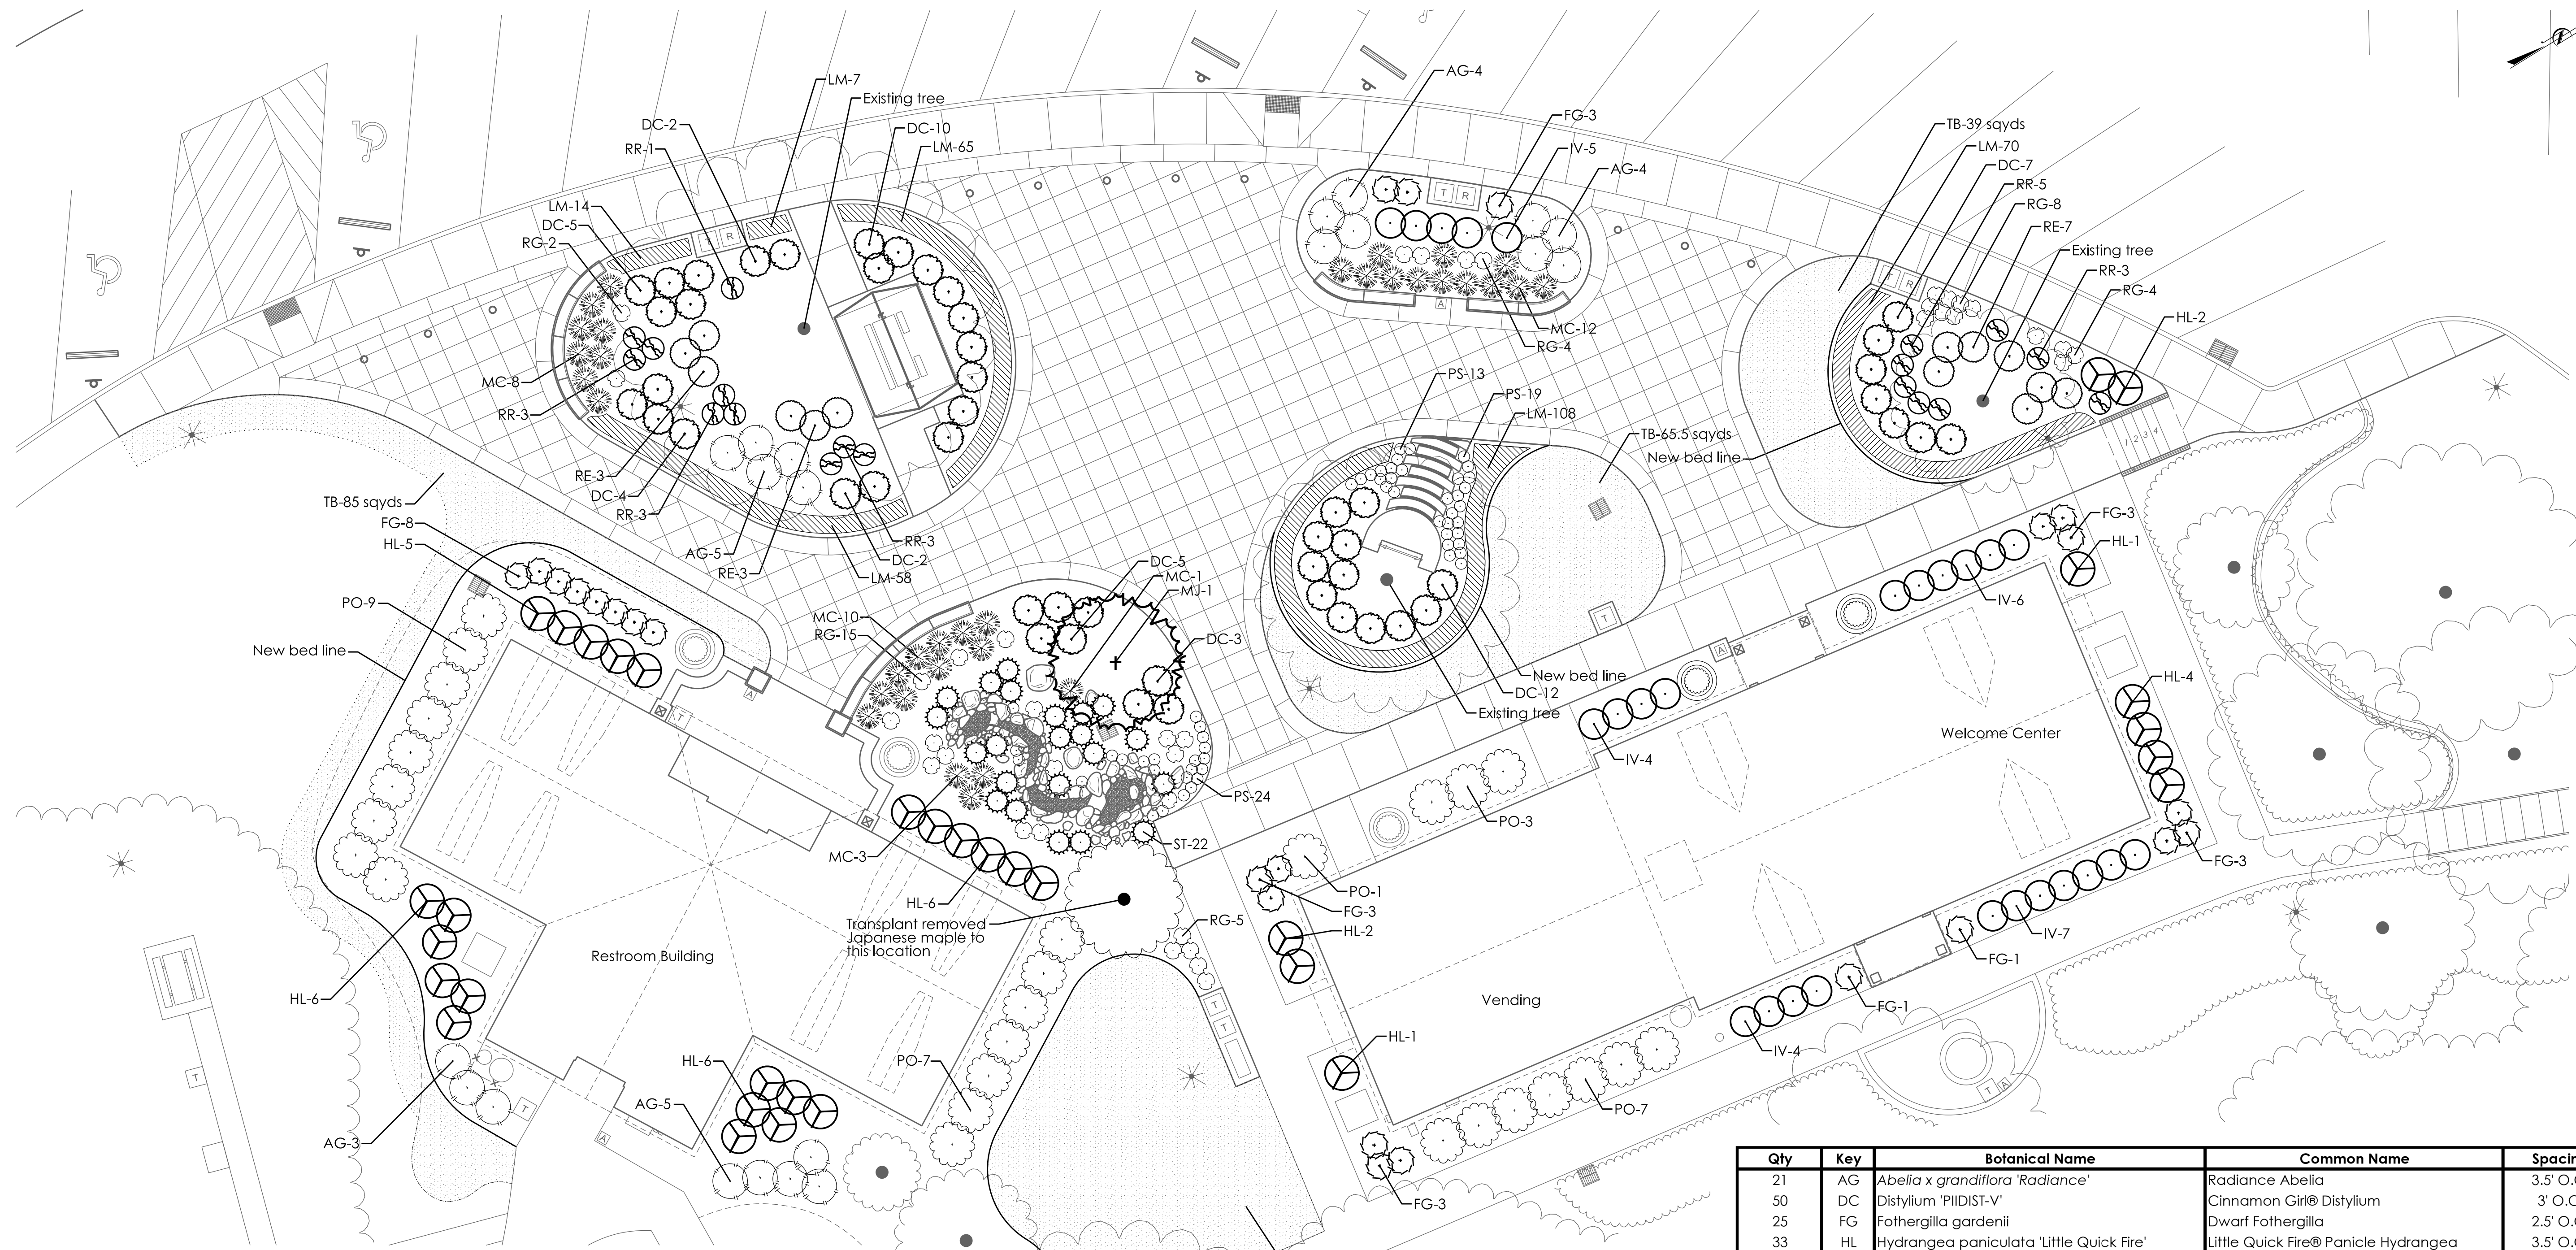 AG-4
LM-7
Existing tree
FG-3
DC-2
DC-10
TB-39 sqyds
RR-1
LM-65
IV-5
LM-70
AG-4
DC-7
RR-5
T R
RG-8
LM-14
DC-5
RE-7
RG-2
T R
Existing tree
RR-3
R
RG-4
A
HL-2
MC-12
RG-4
MC-8
PS-13
RR-3
PS-19
LM-108
TB-65.5 sqyds
2 3 4
New bed line
RE-3
DC-4
TB-85 sqyds
RR-3
FG-3
FG-8
RR-3
HL-1
HL-5
AG-5
DC-2
DC-5
RE-3
LM-58
MC-1
MJ-1
IV-6
PO-9
MC-10
T
RG-15
DC-3
New bed line
A
New bed line
HL-4
A
DC-12
T
Existing tree
Welcome Center
IV-4
PS-24
PO-3
ST-22
MC-3
FG-3
PO-1
HL-6
FG-3
Transplant removed
Japanese maple to
this location
RG-5
HL-2
IV-7
Restroom Building
FG-1
HL-6
Vending
T
T
FG-1
HL-1
IV-4
HL-6
PO-7
T
T A
AG-5
T
PO-7
A
AG-3
FG-3
Qty Key Botanical Name Common Name
21 AG Abelia x grandiflora 'Radiance' Radiance Abelia 3.5'
50 DC Distylium 'PIIDIST-V' Cinnamon Girl® Distylium 3'
25 FG Fothergilla gardenii Dwarf Fothergilla 2.5'
33 HL Hydrangea paniculata 'Little Quick Fire' Little Quick Fire® Panicle Hydrangea 3.5'